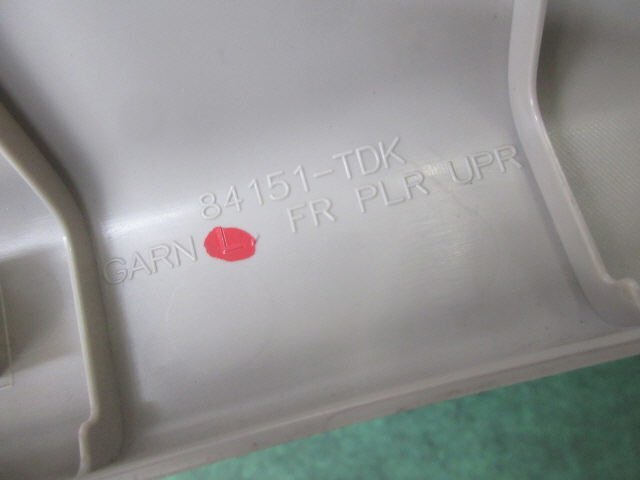 84151-TDK
GARN L, FR PLR UPR